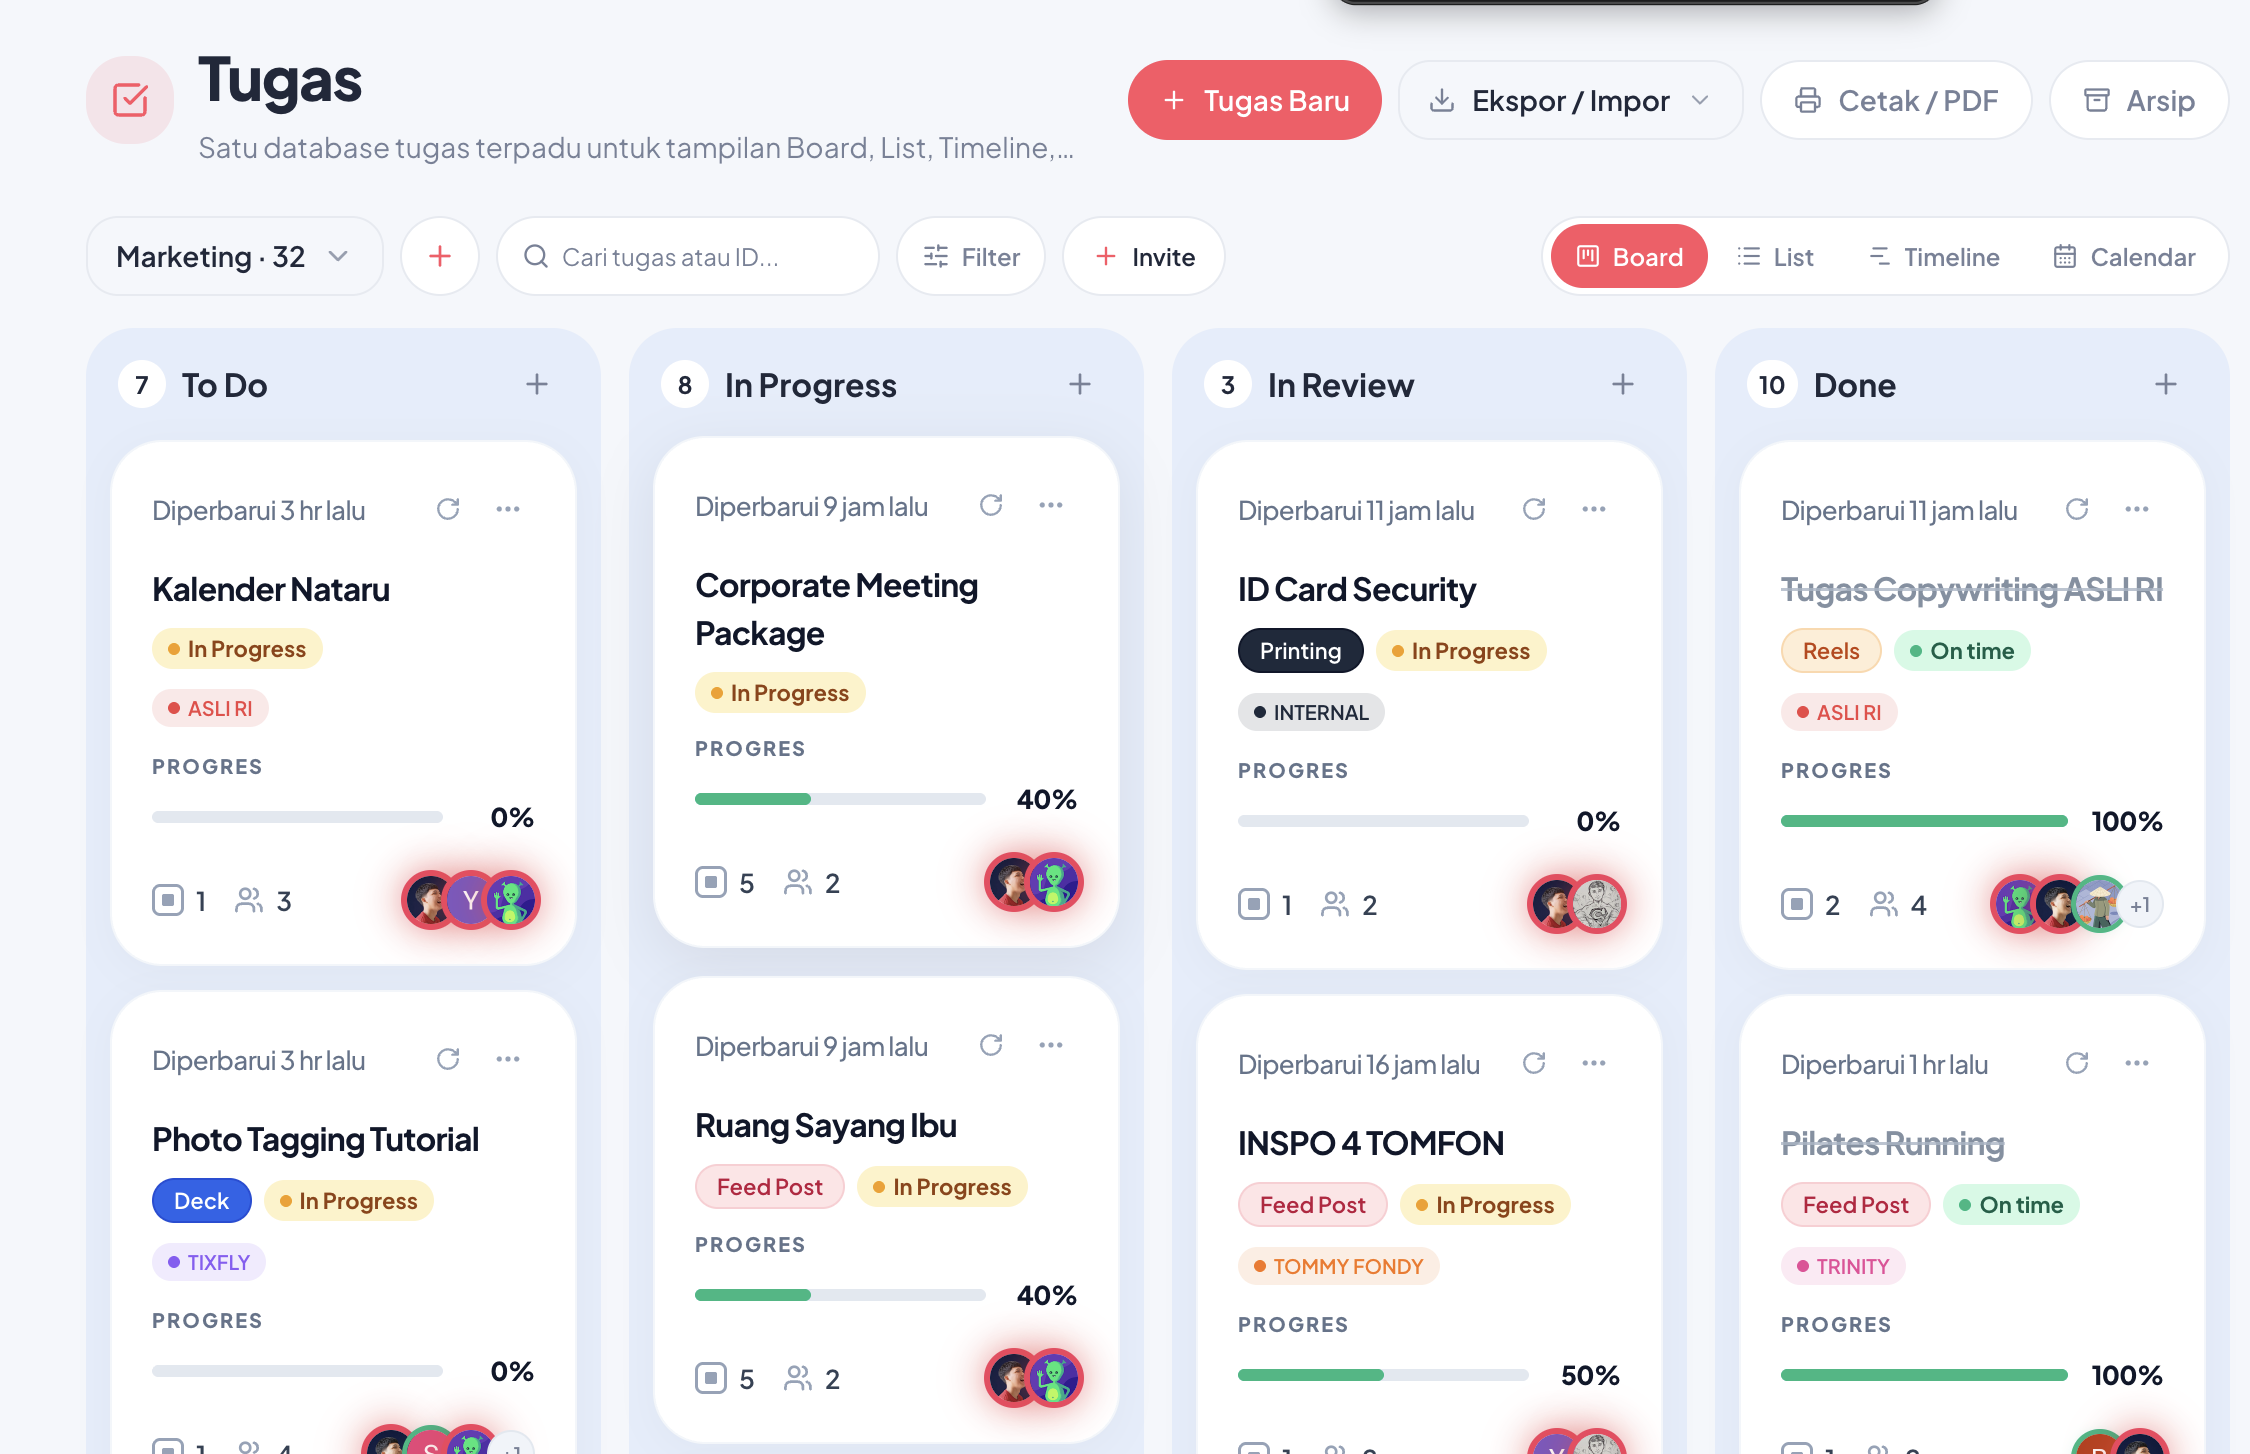 Tugas
Satu database tugas terpadu untuk tampilan Board, List, Timeline,...
Tugas Baru
Ekspor / Impor
Cetak / PDF
Arsip
Marketing · 32
Cari tugas atau ID...
Filter
Invite
Board
List
Timeline
Calendar
7 To Do
Diperbarui 3 hr lalu
Kalender Nataru
In Progress
ASLI RI
PROGRES
0%
1 3
Y
Diperbarui 3 hr lalu
Photo Tagging Tutorial
Deck
In Progress
TIXFLY
PROGRES
0%
1 4
S
+1
8 In Progress
Diperbarui 9 jam lalu
Corporate Meeting
Package
In Progress
PROGRES
40%
5 2
Diperbarui 9 jam lalu
Ruang Sayang Ibu
Feed Post
In Progress
PROGRES
40%
5 2
3 In Review
Diperbarui 11 jam lalu
ID Card Security
Printing
In Progress
INTERNAL
PROGRES
0%
1 2
Diperbarui 16 jam lalu
INSPO 4 TOMFON
Feed Post
In Progress
TOMMY FONDY
PROGRES
50%
10 Done
Diperbarui 11 jam lalu
Tugas Copywriting ASLI RI
Reels
On time
ASLI RI
PROGRES
100%
2 4
+1
Diperbarui 1 hr lalu
Pilates Running
Feed Post
On time
TRINITY
PROGRES
100%